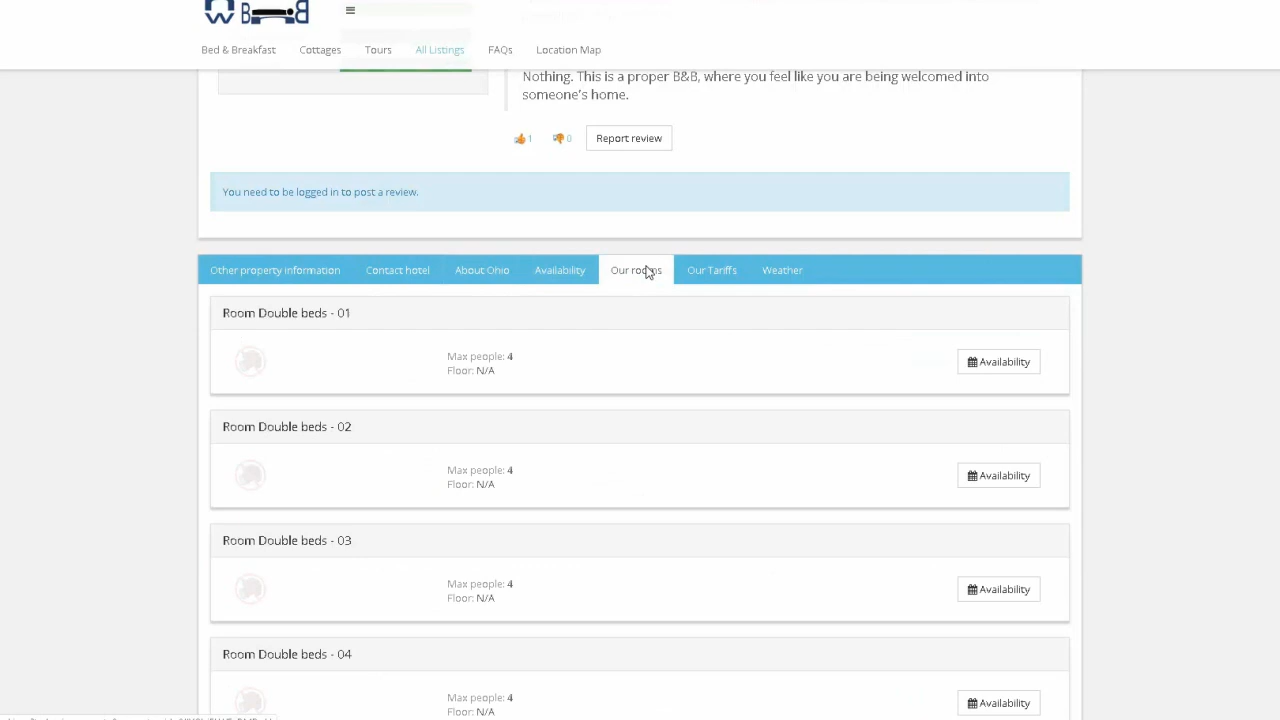 B B
Bed & Breakfast Cottages Tours All Listings FAQs Location Map
Nothing. This is a proper B&B, where you feel like you are being welcomed into
someone's home.
1 0 Report review
You need to be logged in to post a review.
Other property information Contact hotel About Ohio Availability Our rooms Our Tariffs Weather
Room Double beds - 01
Max people: 4
Floor: N/A
Availability
Room Double beds - 02
Max people: 4
Floor: N/A
Availability
Room Double beds - 03
Max people: 4
Floor: N/A
Availability
Room Double beds - 04
Max people: 4
Floor: N/A
Availability